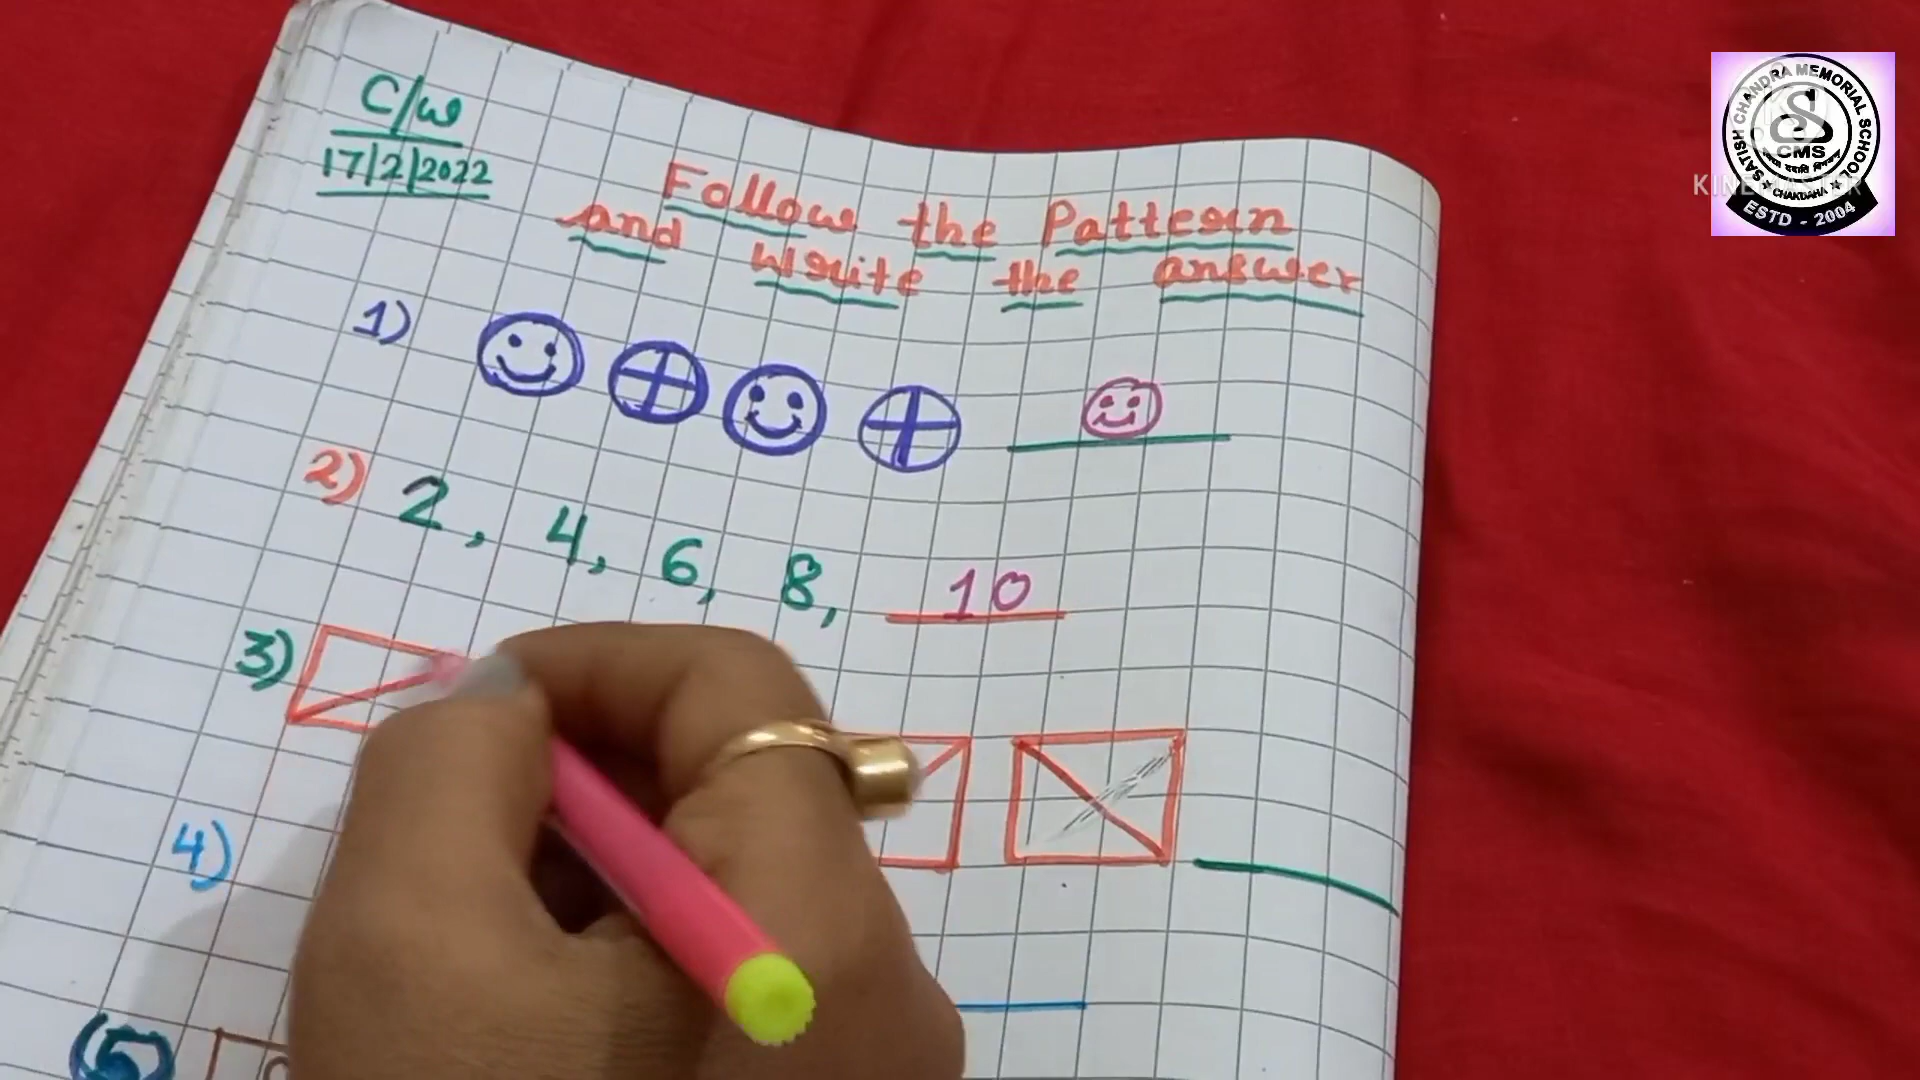 C/W
17/2/2022
Follow the Pattern
and write the answer
1)
2) 2, 4, 6, 8, 10
3)
4)
5)
SATISH CHANDRA MEMORIAL SCHOOL
CMS
CHAKDAHA
ESTD - 2004